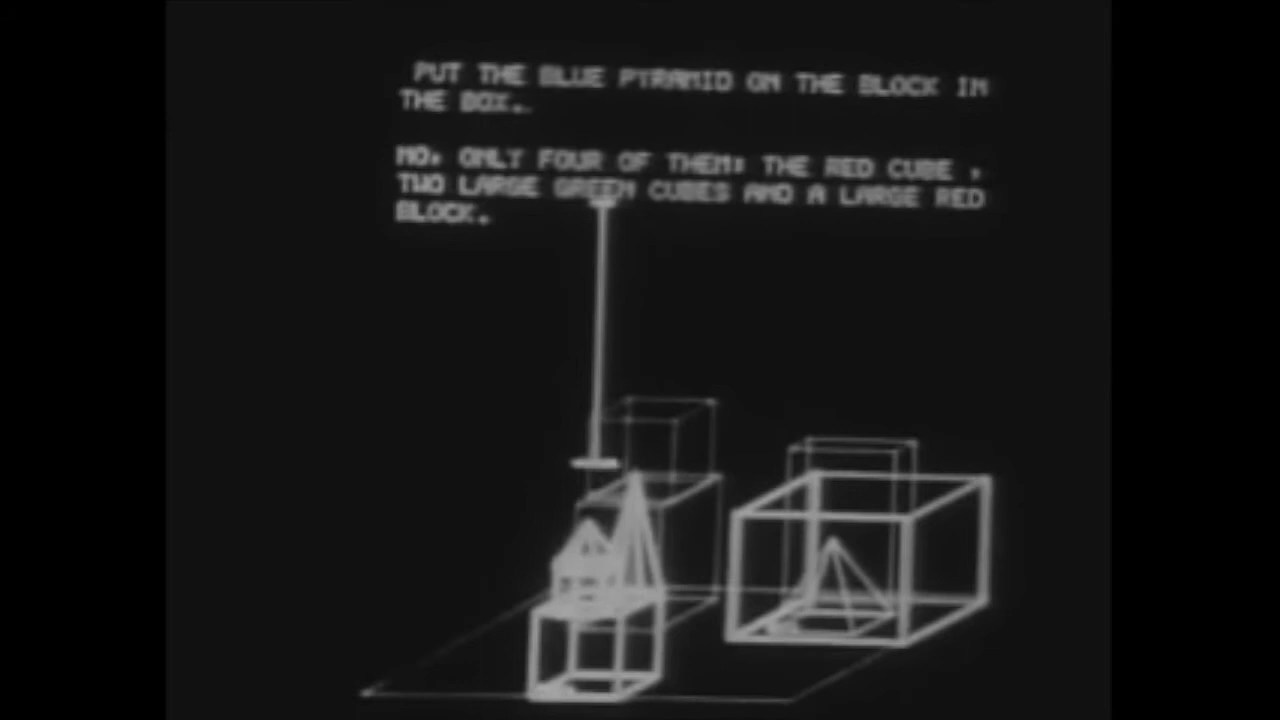 PUT THE BLUE PYRAMID ON THE BLOCK IN
THE BOX.
NO, ONLY FOUR OF THEM: THE RED CUBE ,
TWO LARGE GREEN CUBES AND A LARGE RED
BLOCK.